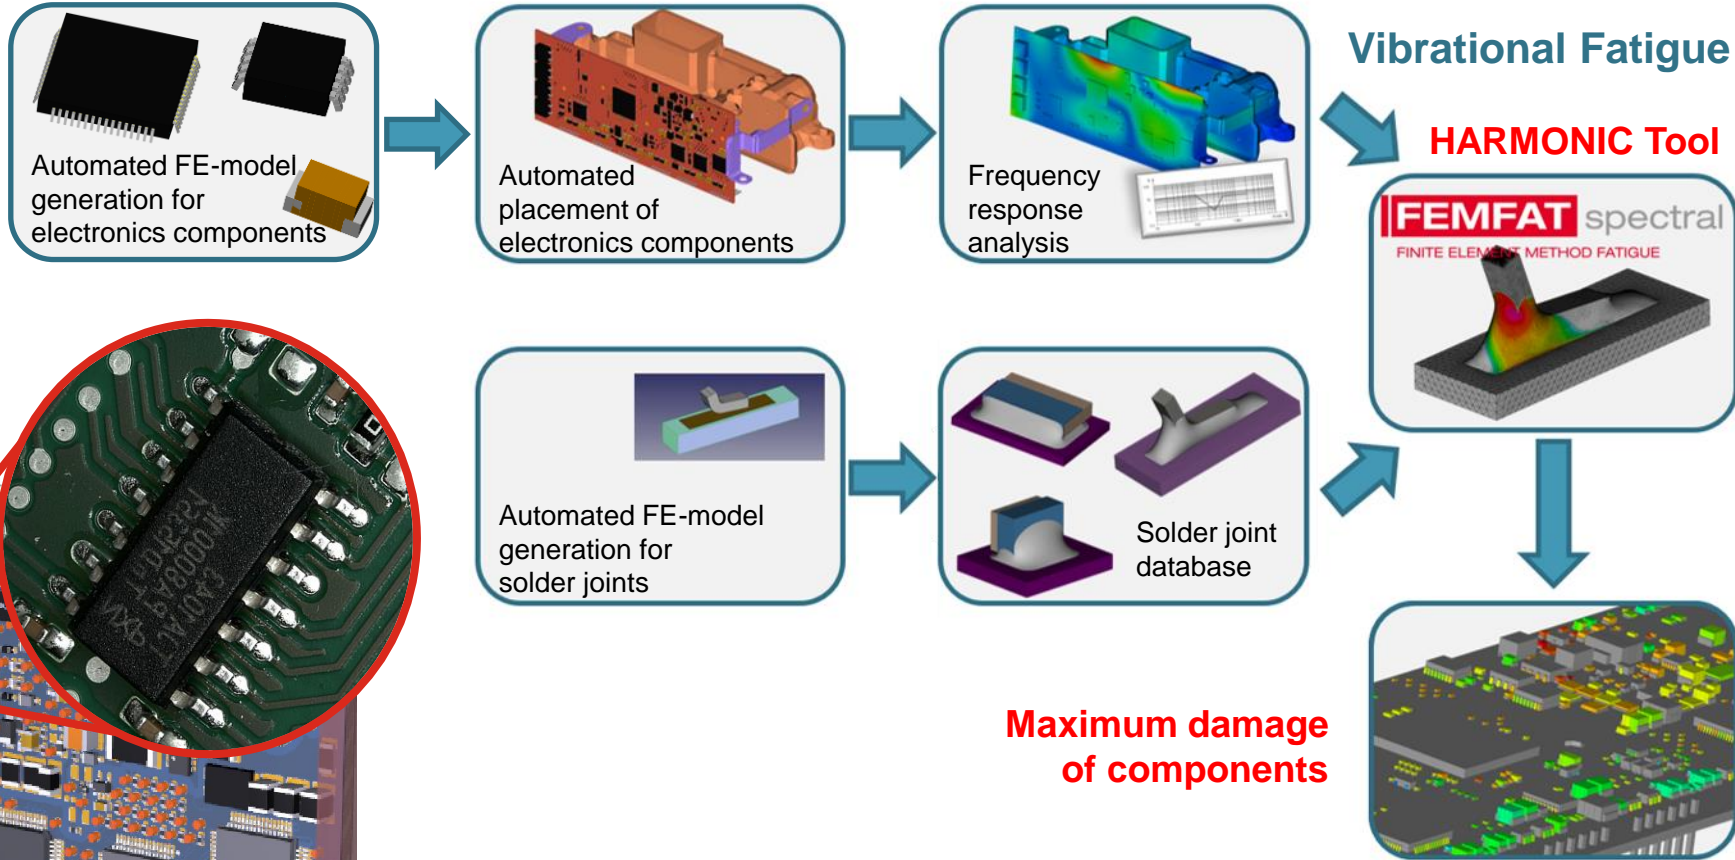 Vibrational Fatigue
HARMONIC Tool
Automated FE-model
generation for
electronics components
Automated
placement of
electronics components
Frequency
response
analysis
FEMFAT spectral
FINITE ELEMENT METHOD FATIGUE
Automated FE-model
generation for
solder joints
Solder joint
database
Maximum damage
of components